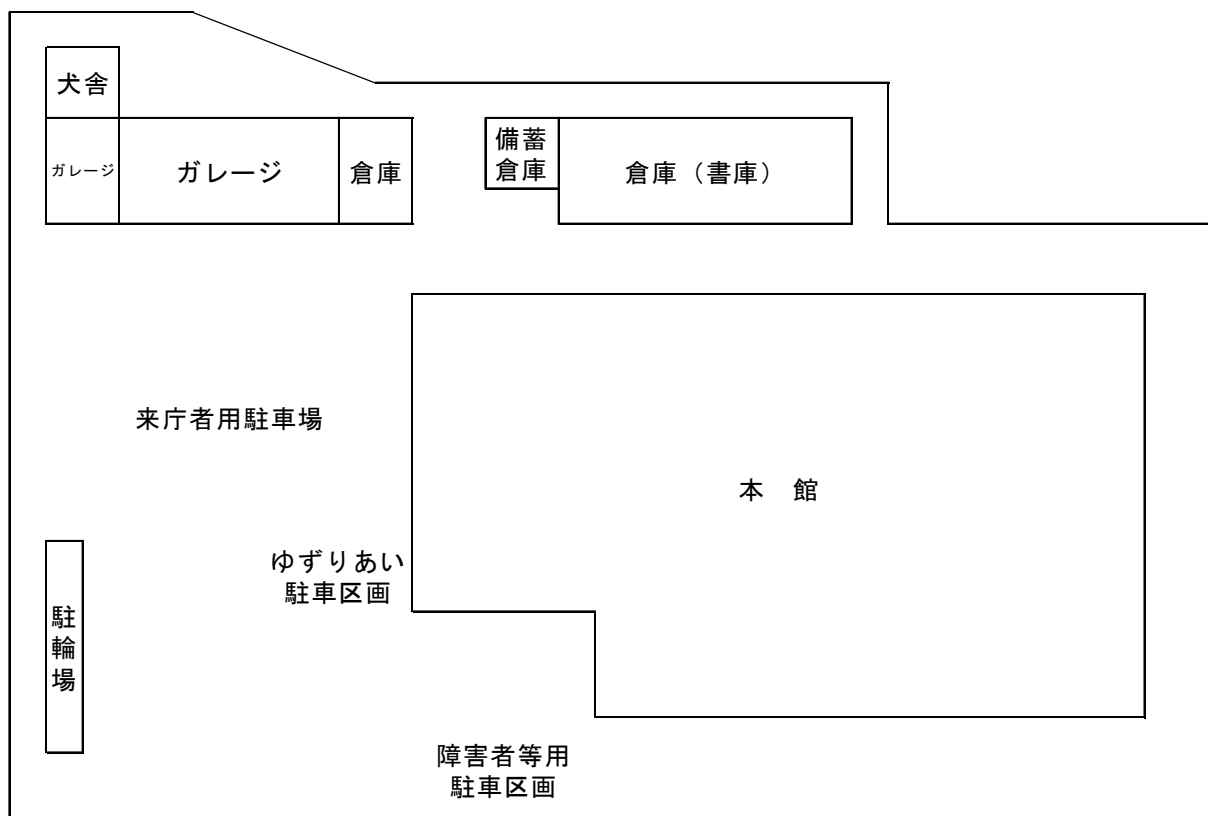 犬舎
ガレージ
ガレージ
倉庫
備蓄
倉庫
倉庫（書庫）
来庁者用駐車場
本　館
ゆずりあい
駐車区画
駐輪場
障害者等用
駐車区画